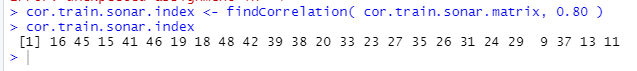 > cor.train.sonar.index <- findCorrelation( cor.train.sonar.matrix, 0.80 )
> cor.train.sonar.index
[1] 16 45 15 41 46 19 18 48 42 39 38 20 33 23 27 35 26 31 24 29 9 37 13 11
>